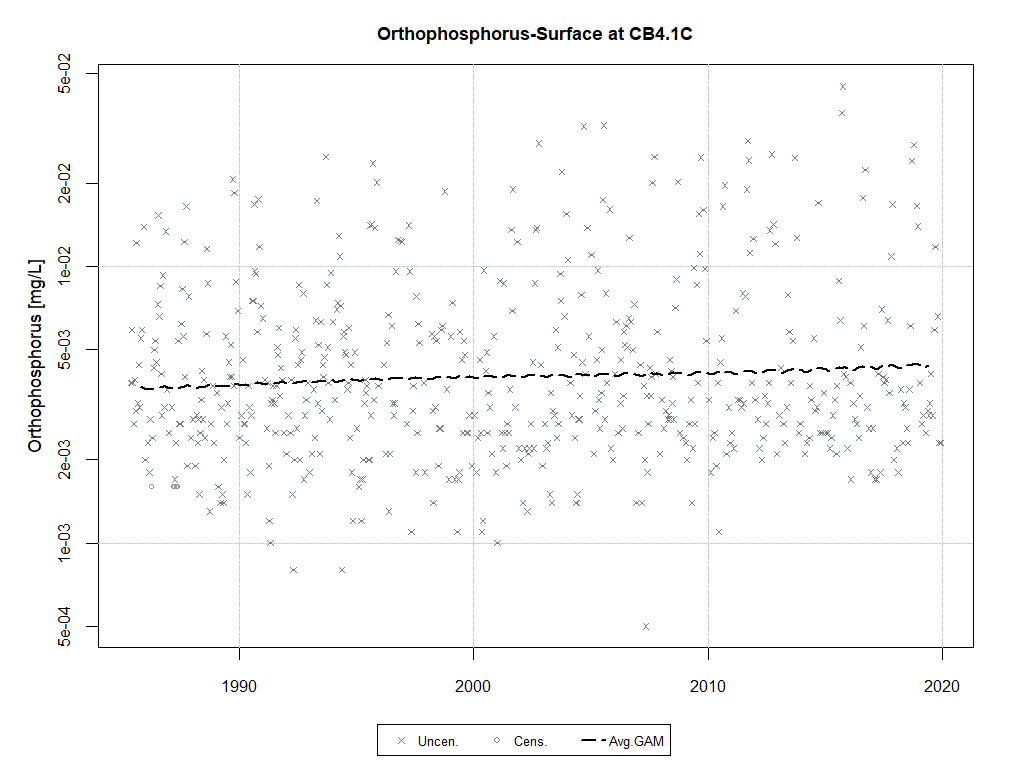 Orthophosphorus-Surface at CB4.1C
Orthophosphorus [mg/L]
5e-02
2e-02
1e-02
5e-03
2e-03
1e-03
5e-04
1990 2000 2010 2020
Uncen. Cens. Avg.GAM